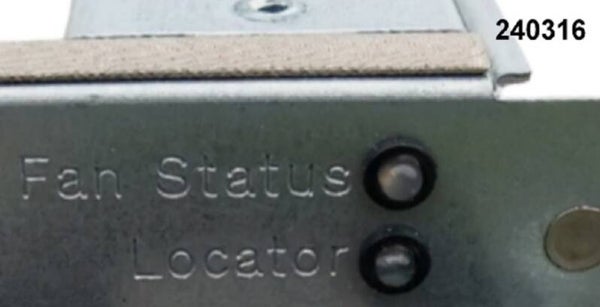 240316
Fan Status
Locator